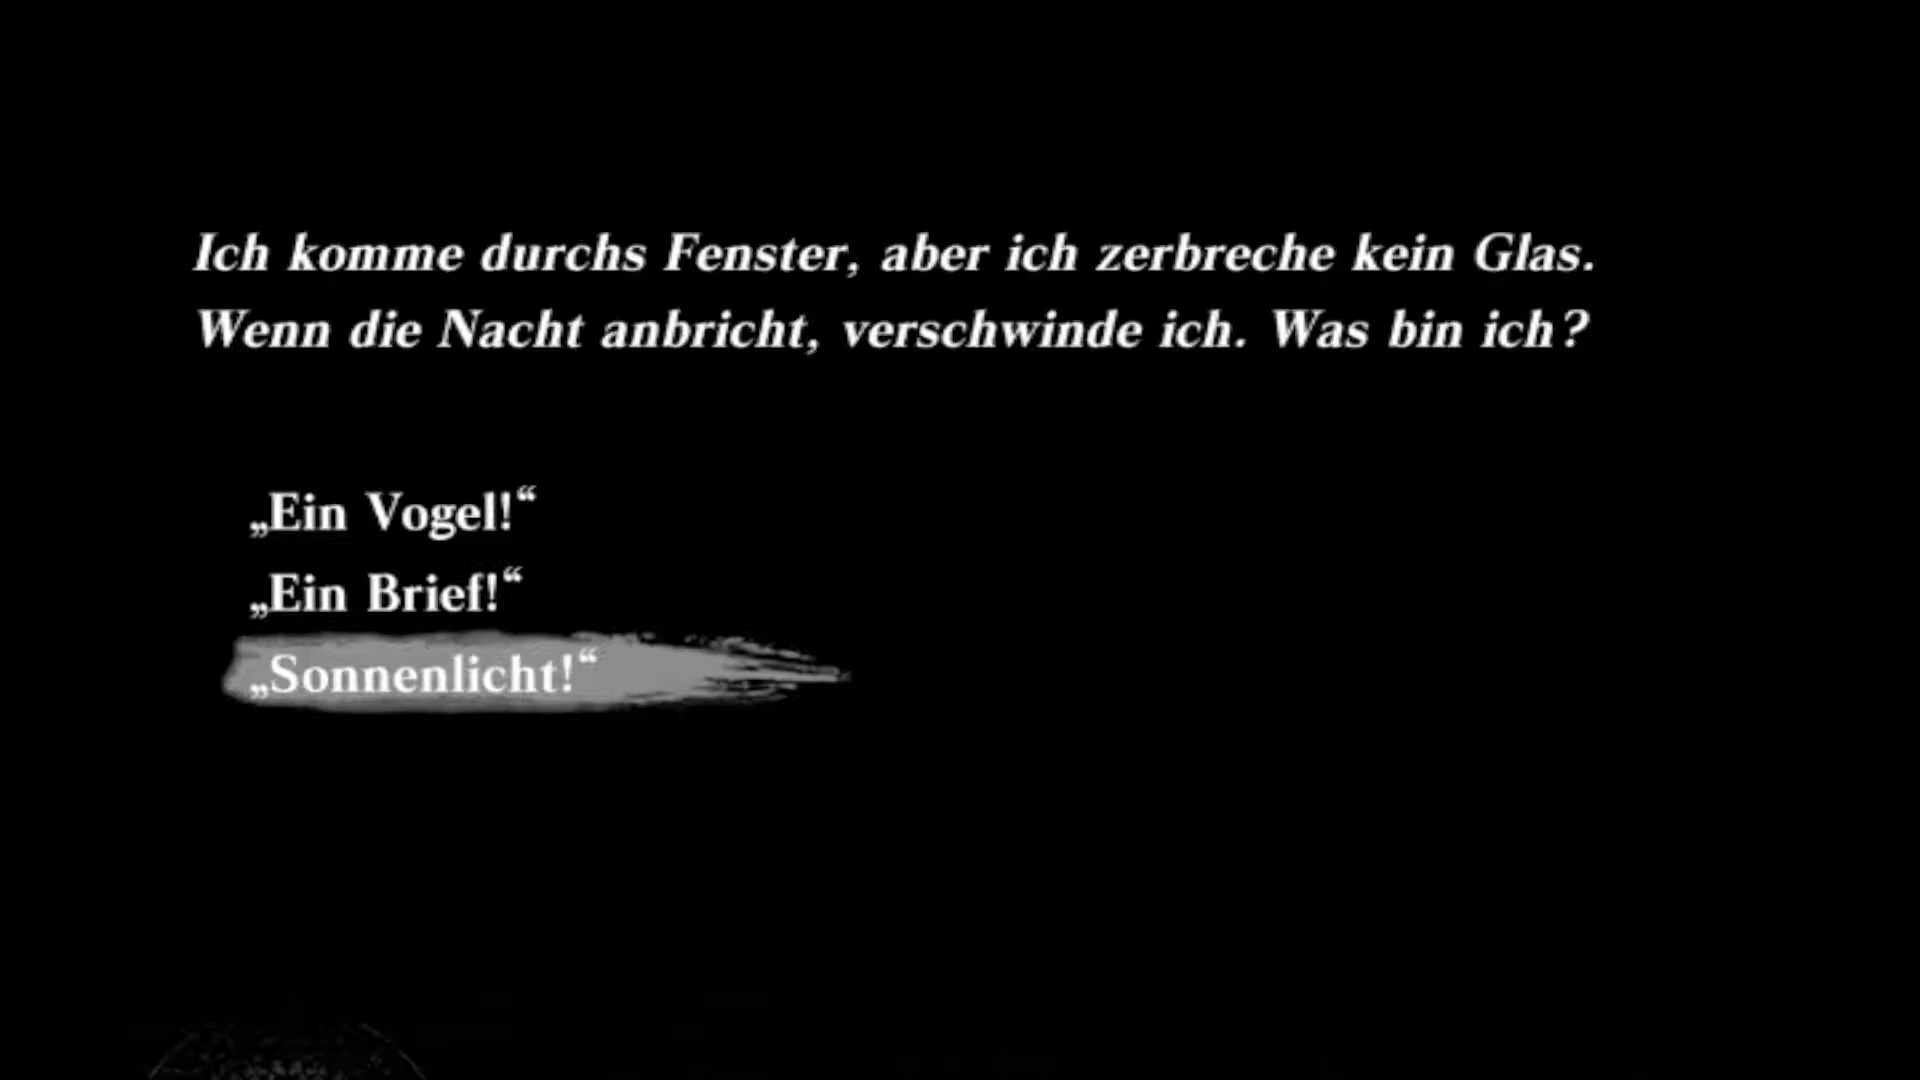 Ich komme durchs Fenster, aber ich zerbreche kein Glas.
Wenn die Nacht anbricht, verschwinde ich. Was bin ich?
„Ein Vogel!“
„Ein Brief!“
„Sonnenlicht!“